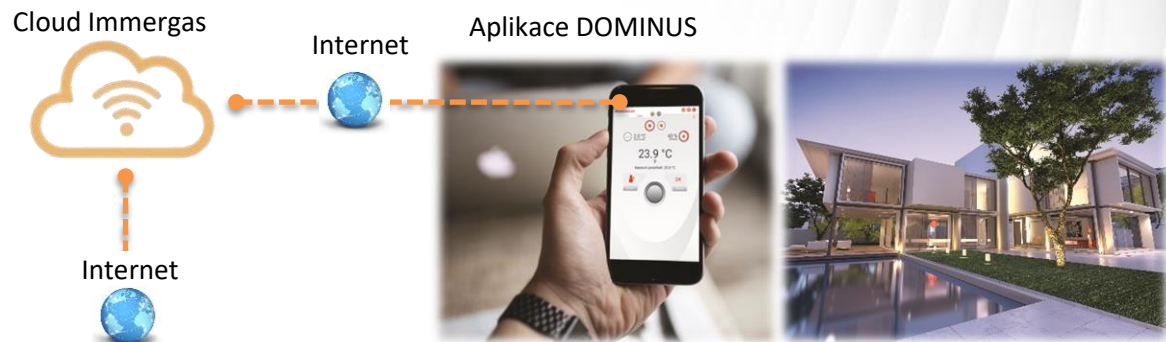 Cloud Immergas
Internet
Aplikace DOMINUS
23.9 °C
Internet